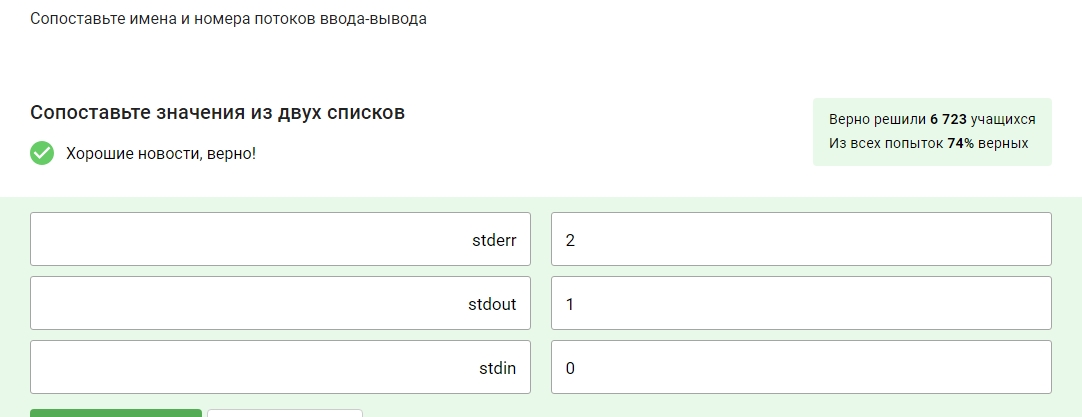 Сопоставьте имена и номера потоков ввода-вывода
Сопоставьте значения из двух списков
Хорошие новости, верно!
Верно решили 6 723 учащихся
Из всех попыток 74% верных
stderr 2
stdout 1
stdin 0